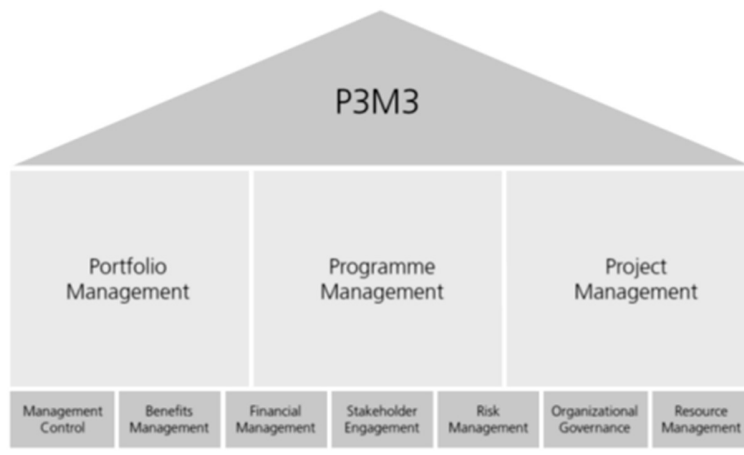 P3M3
Portfolio
Management
Programme
Management
Project
Management
Management
Control
Benefits
Management
Financial
Management
Stakeholder
Engagement
Risk
Management
Organizational
Governance
Resource
Management